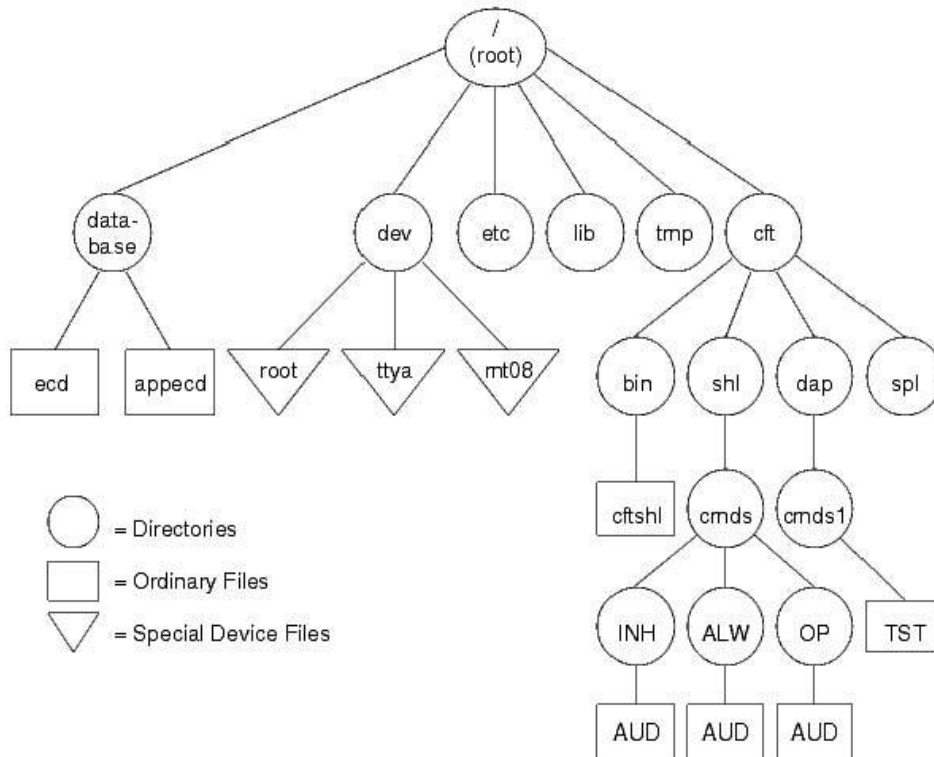 /
(root)
data-
base
dev
etc
lib
tmp
cft
ecd
appecd
root
ttya
mt08
bin
shl
dap
spl
cftshl
cmds
cmds1
= Directories
= Ordinary Files
= Special Device Files
INH
ALW
OP
TST
AUD
AUD
AUD